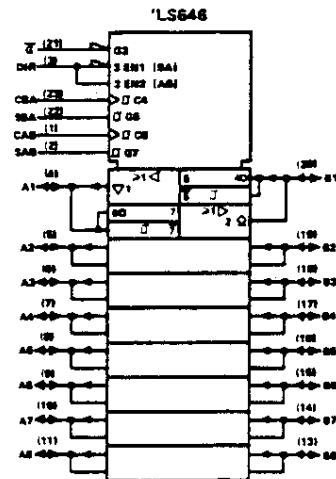 'LS646
G (21) G3
DIR (3) 3 EN1 [BA]
3 EN2 [AB]
CBA (23) C4
SBA (22) G5
CAB (1) C6
SAB (2) G7
A1 (4) ≥1 1 5 4D (20) B1
5
6D 7 ≥1
7 2
A2 (5) (19) B2
A3 (6) (18) B3
A4 (7) (17) B4
A5 (8) (16) B5
A6 (9) (15) B6
A7 (10) (14) B7
A8 (11) (13) B8